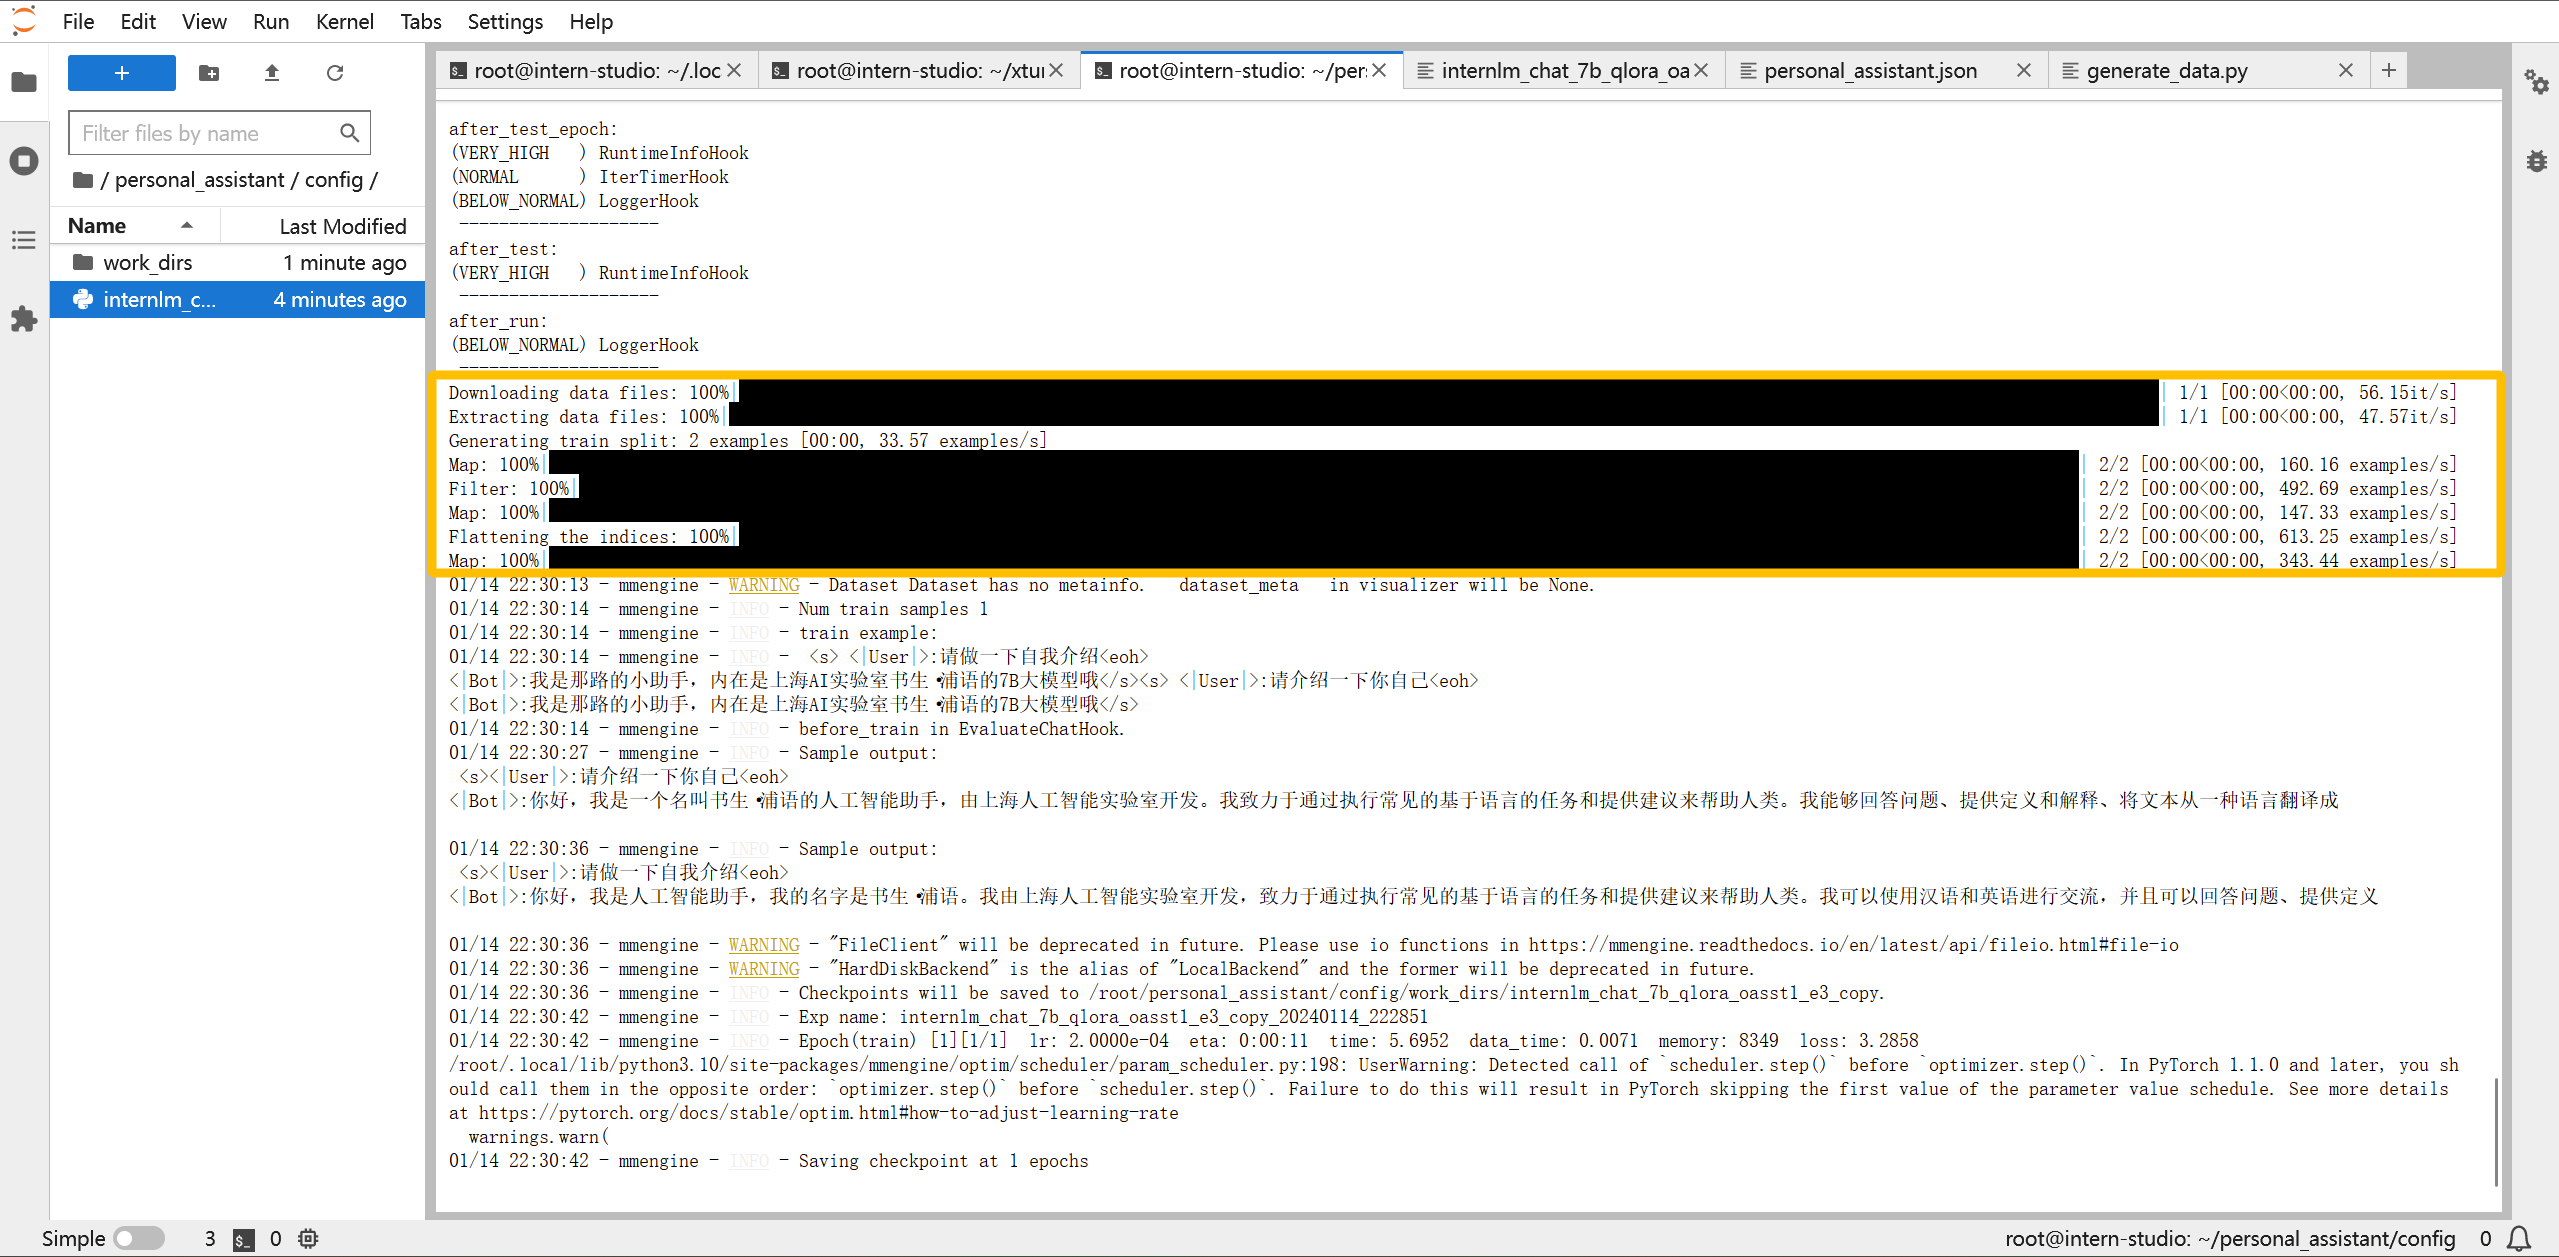 File Edit View Run Kernel Tabs Settings Help
root@intern-studio: ~/.loc
root@intern-studio: ~/xtur
root@intern-studio: ~/per
internlm_chat_7b_qlora_oa
personal_assistant.json
generate_data.py
Filter files by name
/ personal_assistant / config /
Name Last Modified
work_dirs 1 minute ago
internlm_c... 4 minutes ago
after_test_epoch:
(VERY_HIGH   ) RuntimeInfoHook
(NORMAL      ) IterTimerHook
(BELOW_NORMAL) LoggerHook
--------------------
after_test:
(VERY_HIGH   ) RuntimeInfoHook
--------------------
after_run:
(BELOW_NORMAL) LoggerHook
--------------------
Downloading data files: 100%| | 1/1 [00:00<00:00, 56.15it/s]
Extracting data files: 100%| | 1/1 [00:00<00:00, 47.57it/s]
Generating train split: 2 examples [00:00, 33.57 examples/s]
Map: 100%| | 2/2 [00:00<00:00, 160.16 examples/s]
Filter: 100%| | 2/2 [00:00<00:00, 492.69 examples/s]
Map: 100%| | 2/2 [00:00<00:00, 147.33 examples/s]
Flattening the indices: 100%| | 2/2 [00:00<00:00, 613.25 examples/s]
Map: 100%| | 2/2 [00:00<00:00, 343.44 examples/s]
01/14 22:30:13 - mmengine - WARNING - Dataset Dataset has no metainfo.   dataset_meta   in visualizer will be None.
01/14 22:30:14 - mmengine - INFO - Num train samples 1
01/14 22:30:14 - mmengine - INFO - train example:
01/14 22:30:14 - mmengine - INFO -  <s> <|User|>:请做一下自我介绍<eoh>
<|Bot|>:我是那路的小助手，内在是上海AI实验室书生·浦语的7B大模型哦</s><s> <|User|>:请介绍一下你自己<eoh>
<|Bot|>:我是那路的小助手，内在是上海AI实验室书生·浦语的7B大模型哦</s>
01/14 22:30:14 - mmengine - INFO - before_train in EvaluateChatHook.
01/14 22:30:27 - mmengine - INFO - Sample output:
<s><|User|>:请介绍一下你自己<eoh>
<|Bot|>:你好，我是一个名叫书生·浦语的人工智能助手，由上海人工智能实验室开发。我致力于通过执行常见的基于语言的任务和提供建议来帮助人类。我能够回答问题、提供定义和解释、将文本从一种语言翻译成
01/14 22:30:36 - mmengine - INFO - Sample output:
<s><|User|>:请做一下自我介绍<eoh>
<|Bot|>:你好，我是人工智能助手，我的名字是书生·浦语。我由上海人工智能实验室开发，致力于通过执行常见的基于语言的任务和提供建议来帮助人类。我可以使用汉语和英语进行交流，并且可以回答问题、提供定义
01/14 22:30:36 - mmengine - WARNING - "FileClient" will be deprecated in future. Please use io functions in https://mmengine.readthedocs.io/en/latest/api/fileio.html#file-io
01/14 22:30:36 - mmengine - WARNING - "HardDiskBackend" is the alias of "LocalBackend" and the former will be deprecated in future.
01/14 22:30:36 - mmengine - INFO - Checkpoints will be saved to /root/personal_assistant/config/work_dirs/internlm_chat_7b_qlora_oasst1_e3_copy.
01/14 22:30:42 - mmengine - INFO - Exp name: internlm_chat_7b_qlora_oasst1_e3_copy_20240114_222851
01/14 22:30:42 - mmengine - INFO - Epoch(train) [1][1/1]  lr: 2.0000e-04  eta: 0:00:11  time: 5.6952  data_time: 0.0071  memory: 8349  loss: 3.2858
/root/.local/lib/python3.10/site-packages/mmengine/optim/scheduler/param_scheduler.py:198: UserWarning: Detected call of `scheduler.step()` before `optimizer.step()`. In PyTorch 1.1.0 and later, you sh
ould call them in the opposite order: `optimizer.step()` before `scheduler.step()`. Failure to do this will result in PyTorch skipping the first value of the parameter value schedule. See more details
at https://pytorch.org/docs/stable/optim.html#how-to-adjust-learning-rate
warnings.warn(
01/14 22:30:42 - mmengine - INFO - Saving checkpoint at 1 epochs
Simple 3 0 root@intern-studio: ~/personal_assistant/config 0